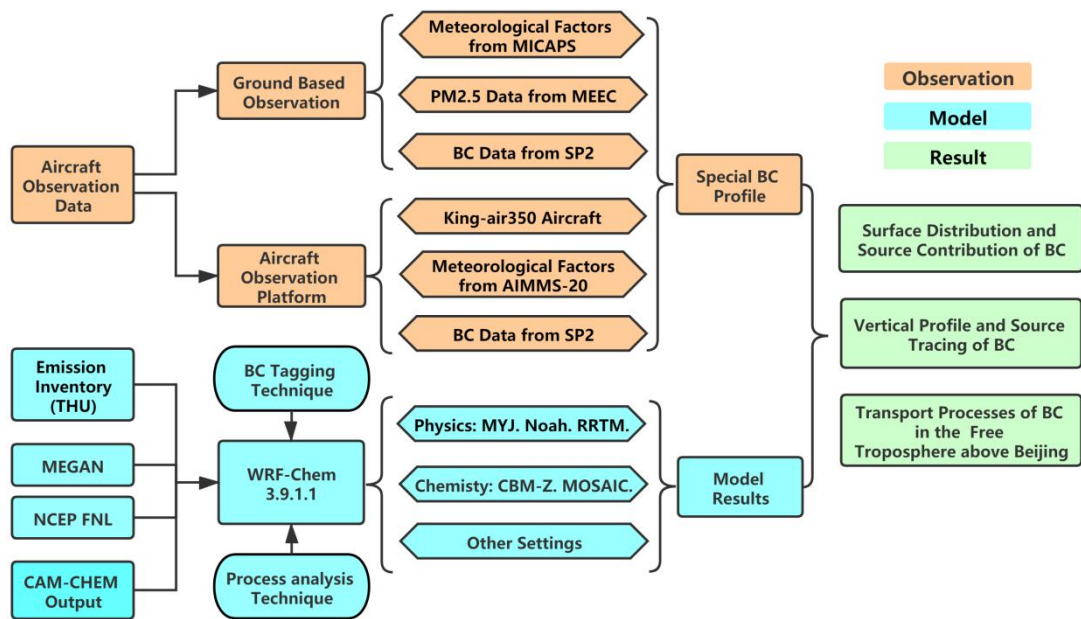 Meteorological Factors
from MICAPS
Ground Based
Observation
PM2.5 Data from MEEC
BC Data from SP2
Aircraft
Observation
Data
King-air350 Aircraft
Aircraft
Observation
Platform
Meteorological Factors
from AIMMS-20
BC Data from SP2
Special BC
Profile
Observation
Model
Result
Surface Distribution and
Source Contribution of BC
Vertical Profile and Source
Tracing of BC
Transport Processes of BC
in the Free
Troposphere above Beijing
Emission
Inventory
(THU)
MEGAN
NCEP FNL
CAM-CHEM
Output
BC Tagging
Technique
WRF-Chem
3.9.1.1
Process analysis
Technique
Physics: MYJ. Noah. RRTM.
Chemisty: CBM-Z. MOSAIC.
Other Settings
Model
Results